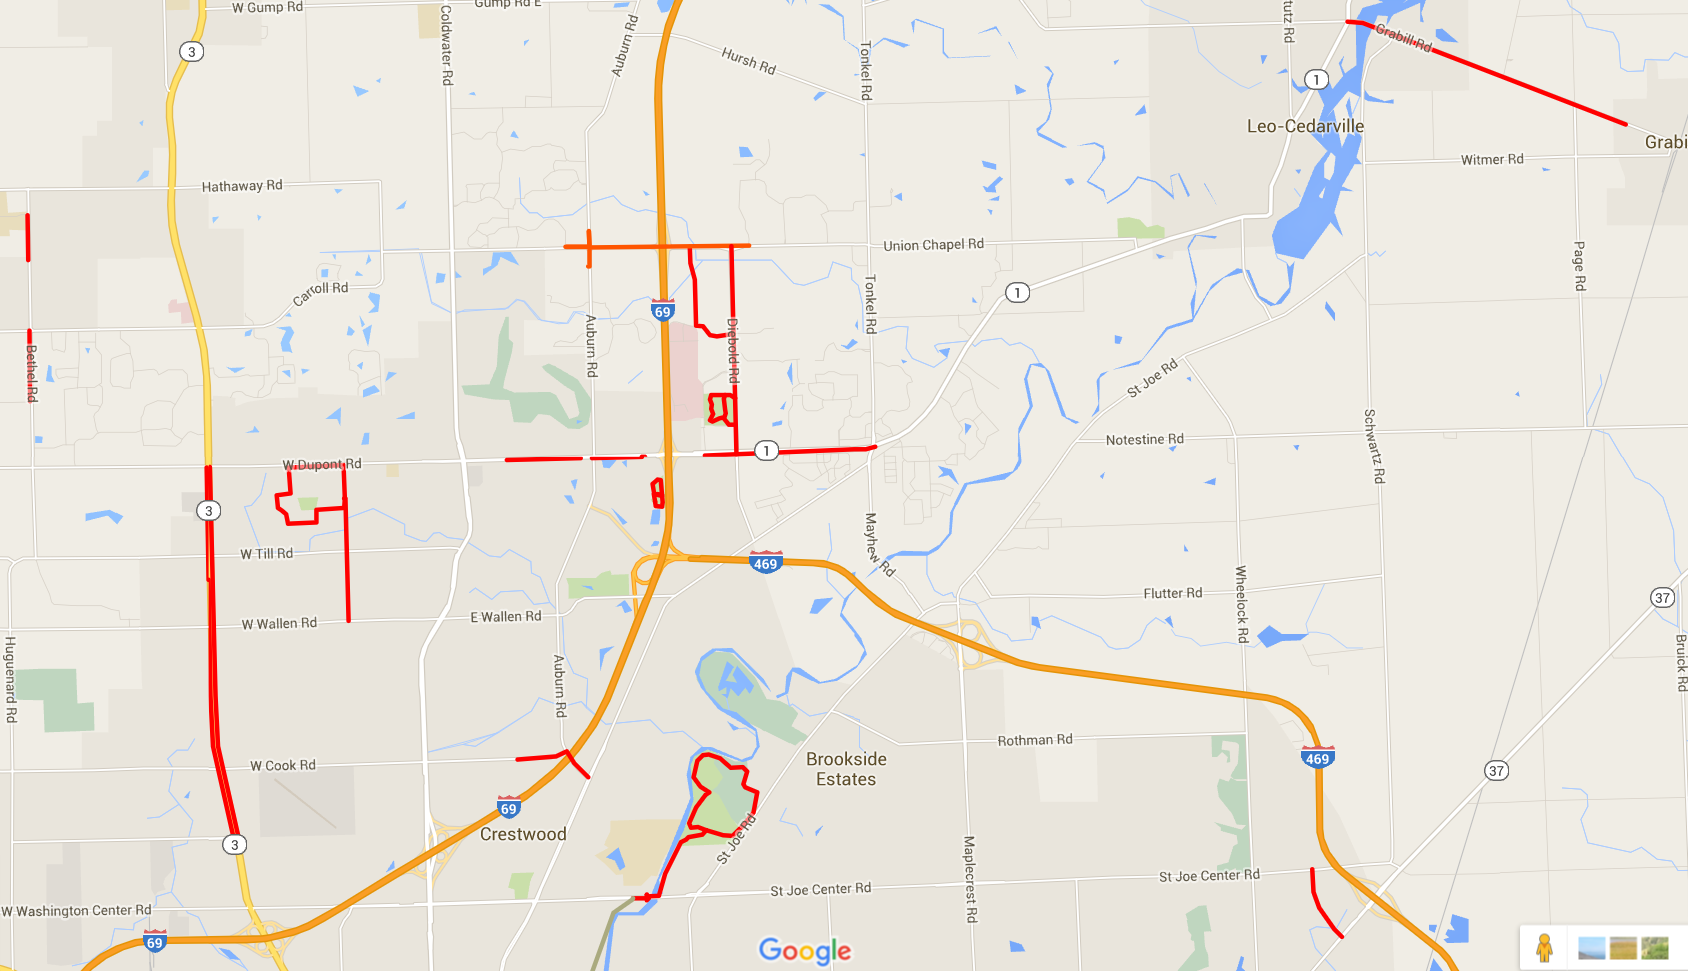 W Gump Rd
Gump Rd E
3
Coldwater Rd
Auburn Rd
Hursh Rd
Tonkel Rd
tutz Rd
Grabill Rd
1
Leo-Cedarville
Grabi
Witmer Rd
Hathaway Rd
Union Chapel Rd
Page Rd
Carroll Rd
69
Tonkel Rd
1
Auburn Rd
Diebold Rd
Bethel Rd
St Joe Rd
Schwartz Rd
Notestine Rd
W Dupont Rd
1
3
Mayhew Rd
W Till Rd
469
Wheelock Rd
Flutter Rd
37
W Wallen Rd
E Wallen Rd
Huguenard Rd
Auburn Rd
Bruick Rd
Rothman Rd
Brookside
Estates
469
W Cook Rd
37
69
Crestwood
3
St Joe Rd
Maplecrest Rd
St Joe Center Rd
St Joe Center Rd
W Washington Center Rd
69
Google